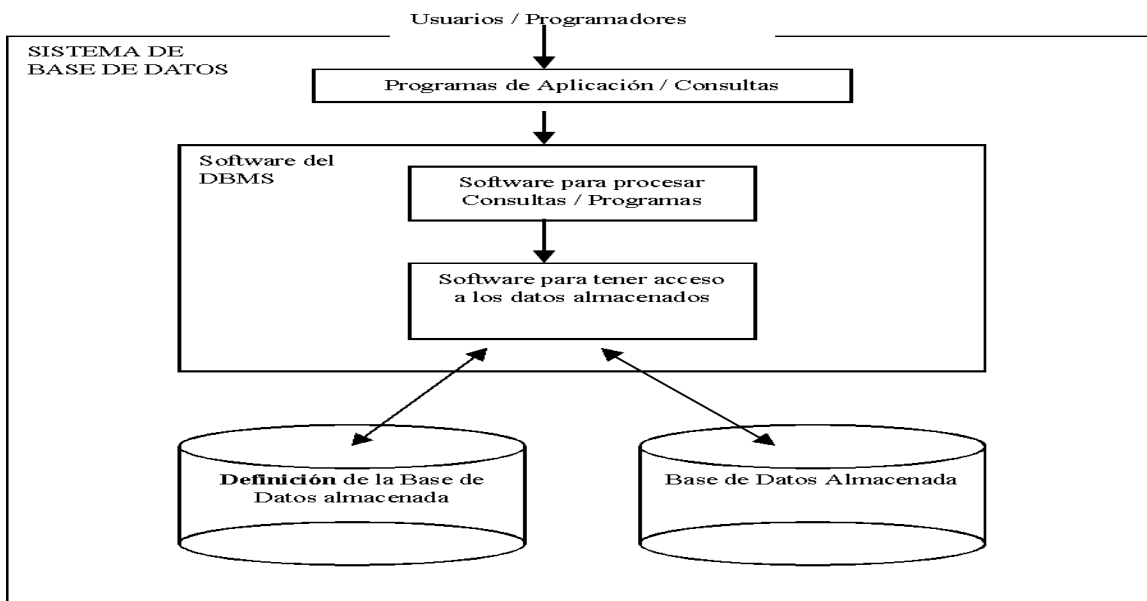 Usuarios / Programadores
SISTEMA DE
BASE DE DATOS
Programas de Aplicación / Consultas
Software del
DBMS
Software para procesar
Consultas / Programas
Software para tener acceso
a los datos almacenados
Definición de la Base de
Datos almacenada
Base de Datos Almacenada